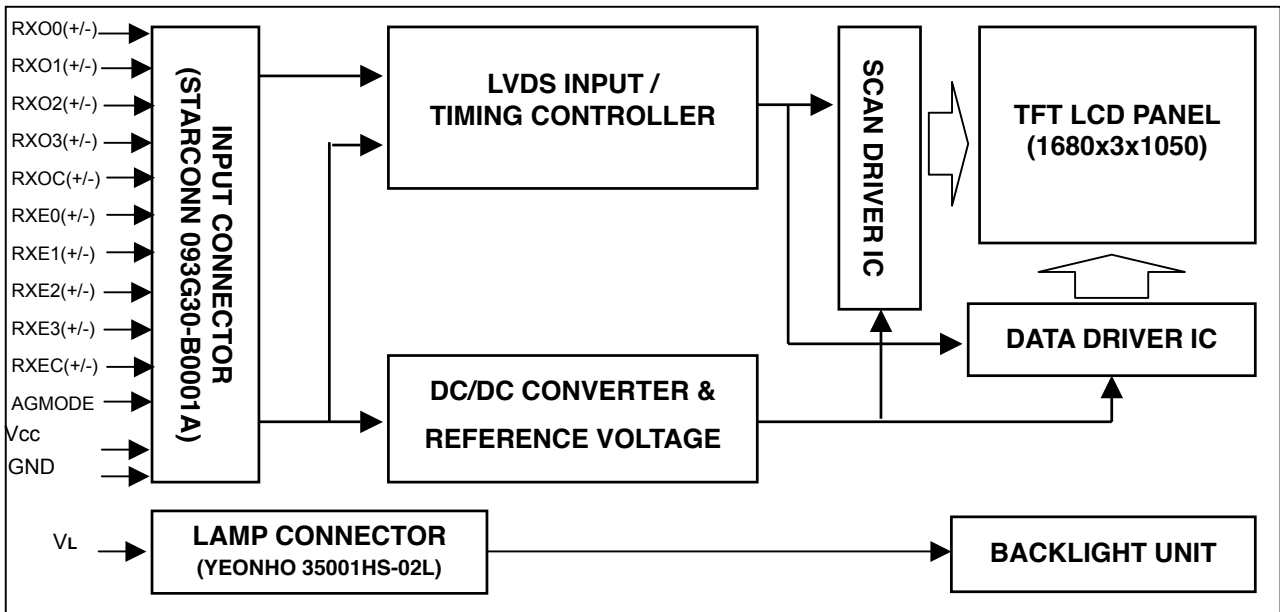 RXO0(+/-)
RXO1(+/-)
RXO2(+/-)
RXO3(+/-)
RXOC(+/-)
RXE0(+/-)
RXE1(+/-)
RXE2(+/-)
RXE3(+/-)
RXEC(+/-)
AGMODE
Vcc
GND
VL
INPUT CONNECTOR
(STARCONN 093G30-B0001A)
LVDS INPUT /
TIMING CONTROLLER
SCAN DRIVER IC
TFT LCD PANEL
(1680x3x1050)
DATA DRIVER IC
DC/DC CONVERTER &
REFERENCE VOLTAGE
LAMP CONNECTOR
(YEONHO 35001HS-02L)
BACKLIGHT UNIT